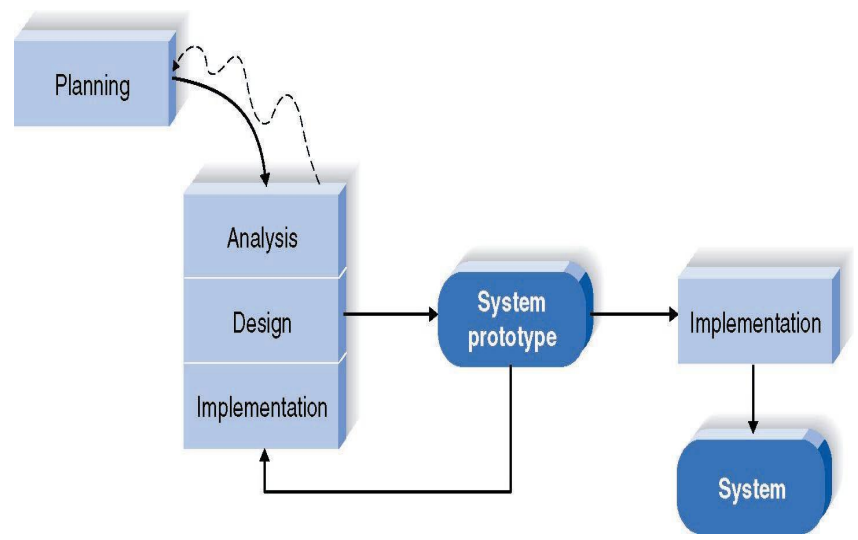 Planning
Analysis
Design
Implementation
System
prototype
Implementation
System